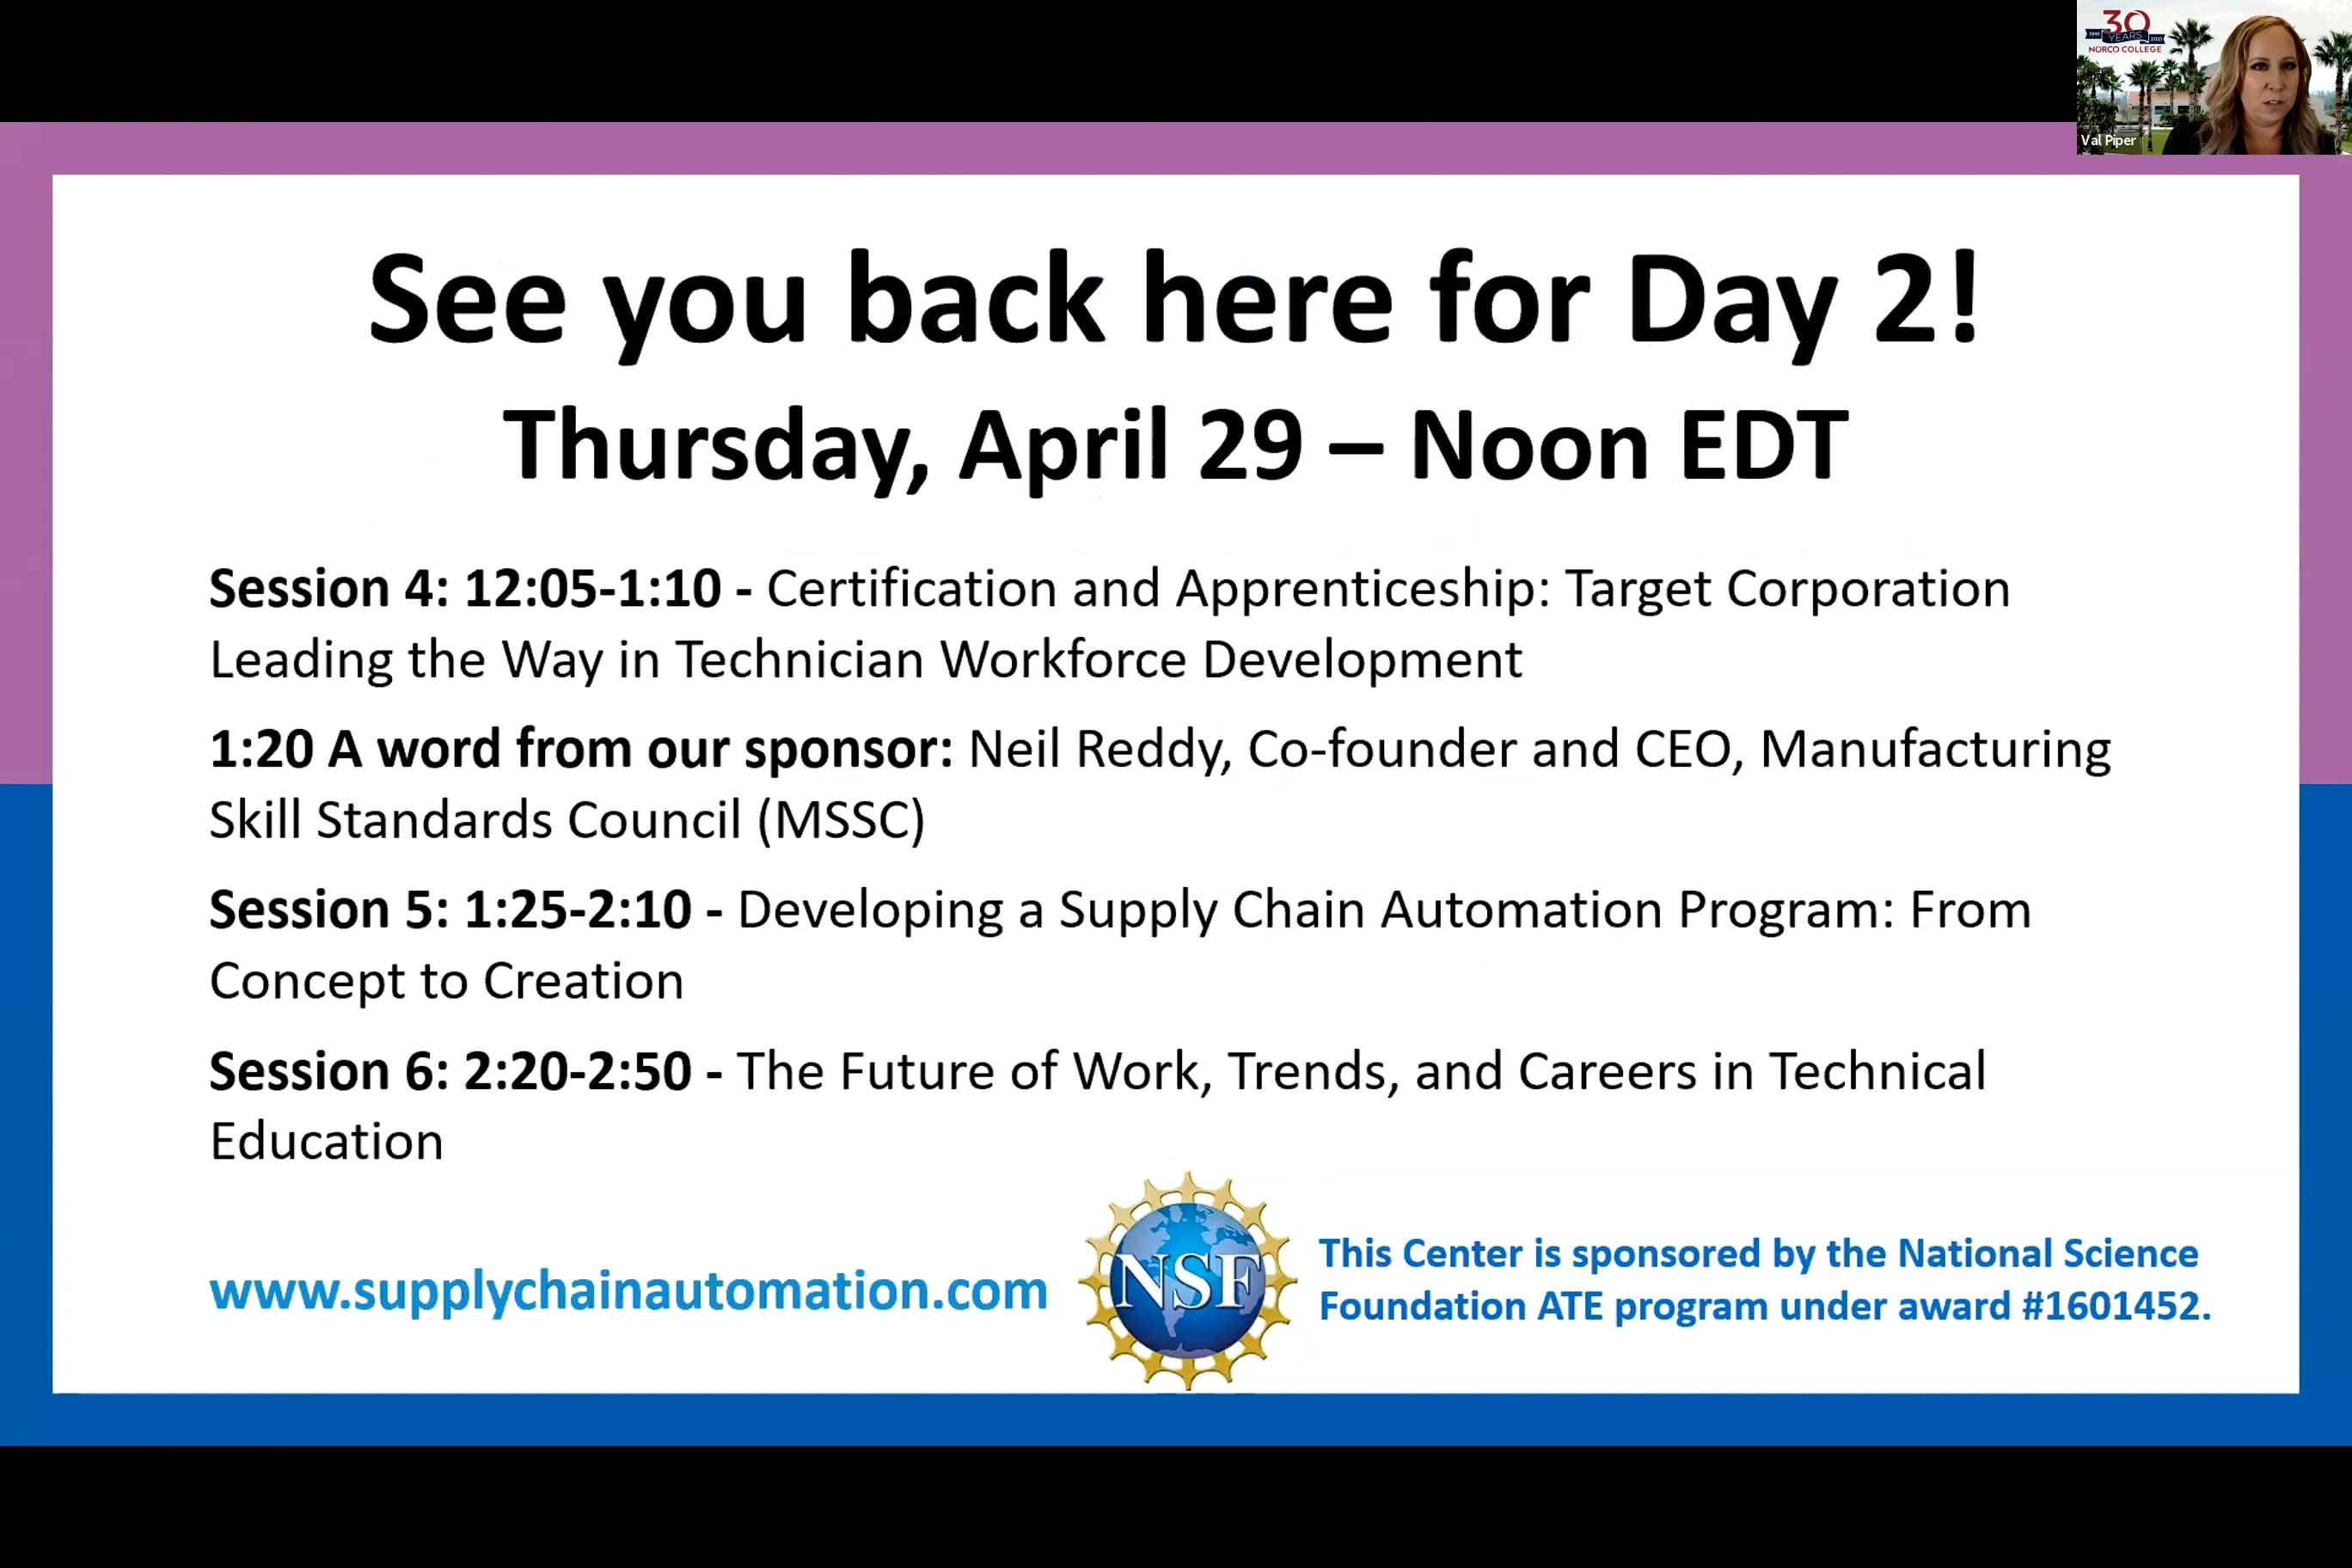 30
1991 YEARS 2021
NORCO COLLEGE
Val Piper
See you back here for Day 2!
Thursday, April 29 – Noon EDT
Session 4: 12:05-1:10 - Certification and Apprenticeship: Target Corporation
Leading the Way in Technician Workforce Development
1:20 A word from our sponsor: Neil Reddy, Co-founder and CEO, Manufacturing
Skill Standards Council (MSSC)
Session 5: 1:25-2:10 - Developing a Supply Chain Automation Program: From
Concept to Creation
Session 6: 2:20-2:50 - The Future of Work, Trends, and Careers in Technical
Education
www.supplychainautomation.com
NSF
This Center is sponsored by the National Science
Foundation ATE program under award #1601452.